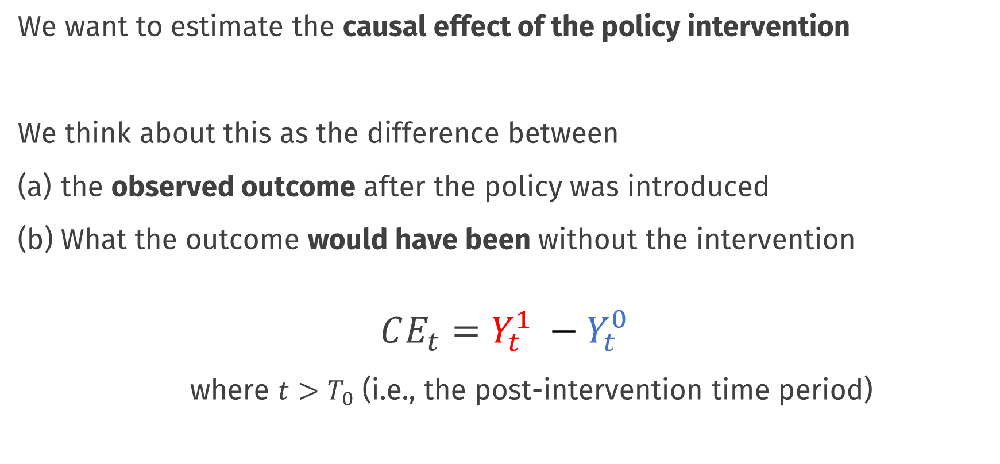 We want to estimate the causal effect of the policy intervention
We think about this as the difference between
(a) the observed outcome after the policy was introduced
(b) What the outcome would have been without the intervention
$CE_t = Y_t^1 - Y_t^0$
where $t > T_0$ (i.e., the post-intervention time period)